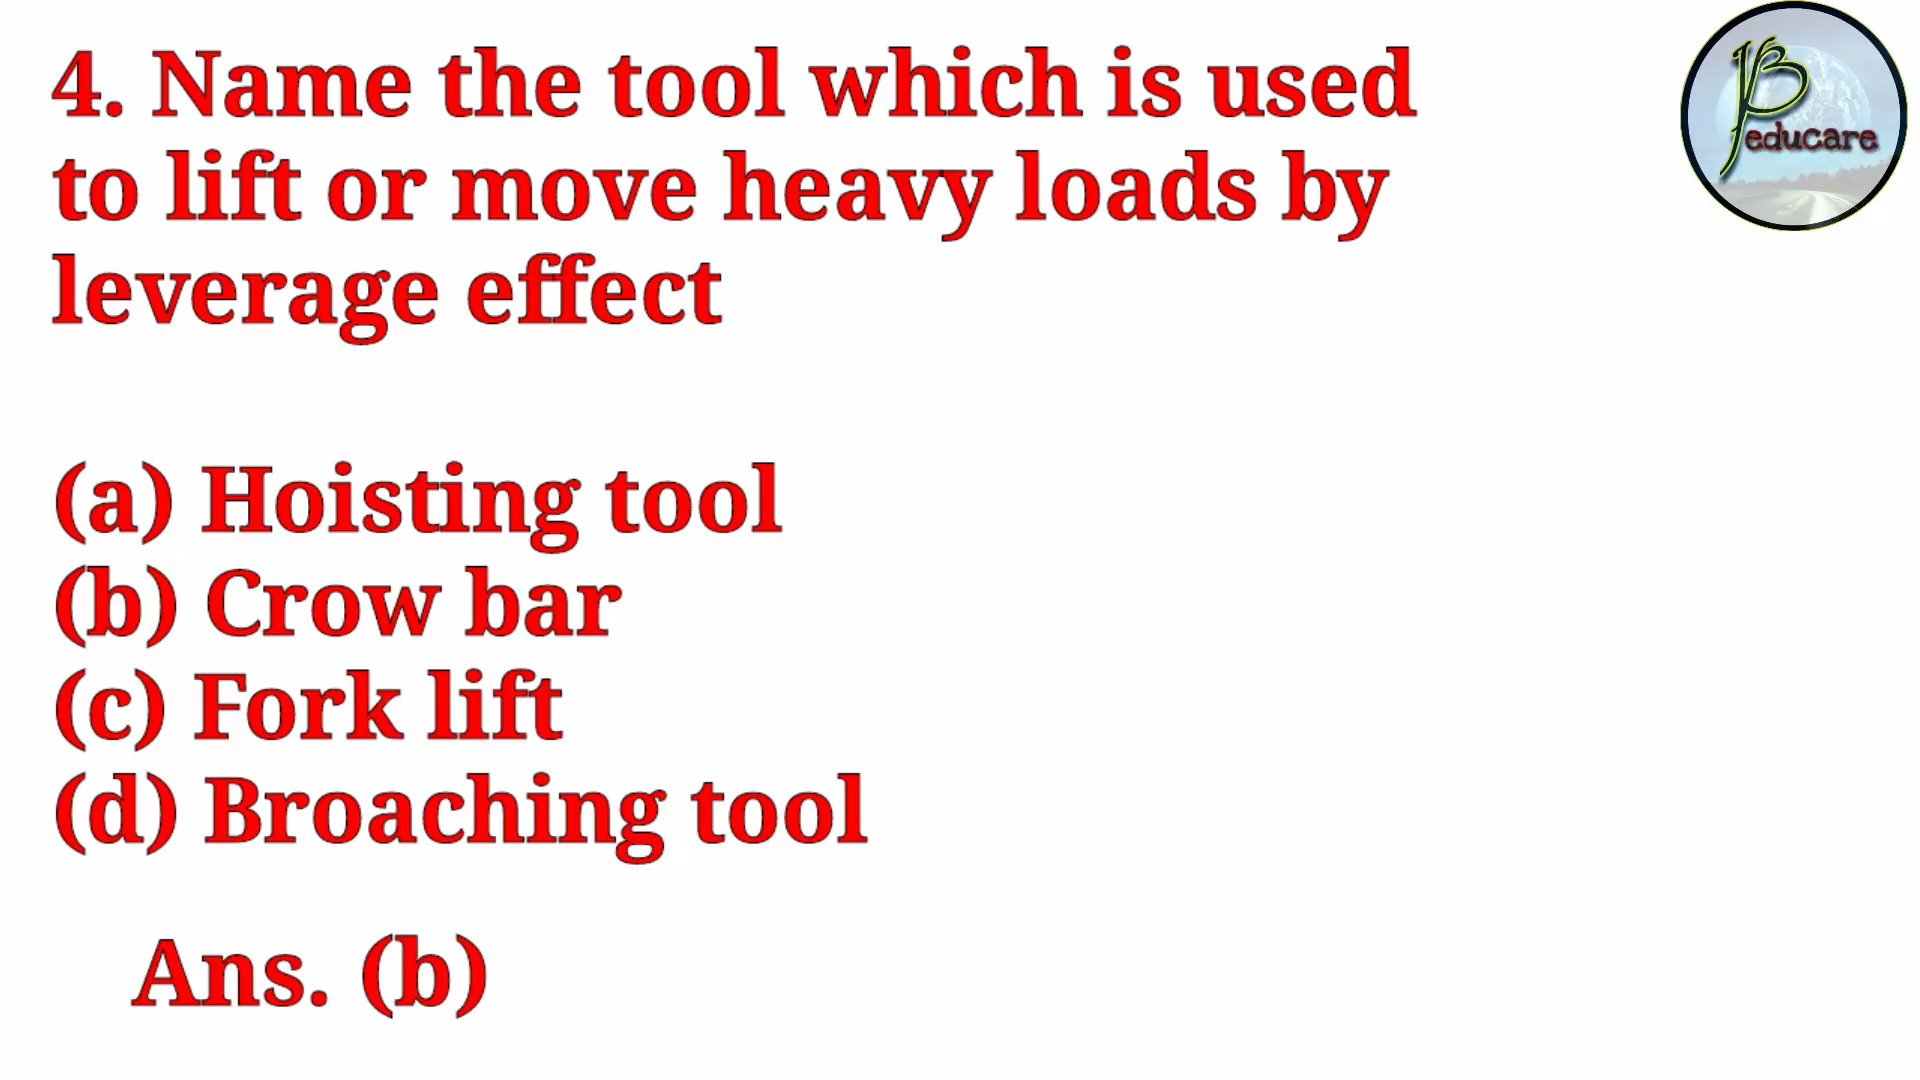 4. Name the tool which is used
to lift or move heavy loads by
leverage effect
(a) Hoisting tool
(b) Crow bar
(c) Fork lift
(d) Broaching tool
Ans. (b)
educare